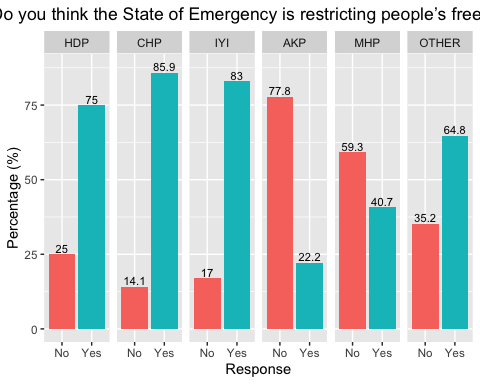 Do you think the State of Emergency is restricting people's free
HDP CHP IYI AKP MHP OTHER
25 75 14.1 85.9 17 83 77.8 22.2 59.3 40.7 35.2 64.8
75
50
25
0
Percentage (%)
No Yes No Yes No Yes No Yes No Yes No Yes
Response